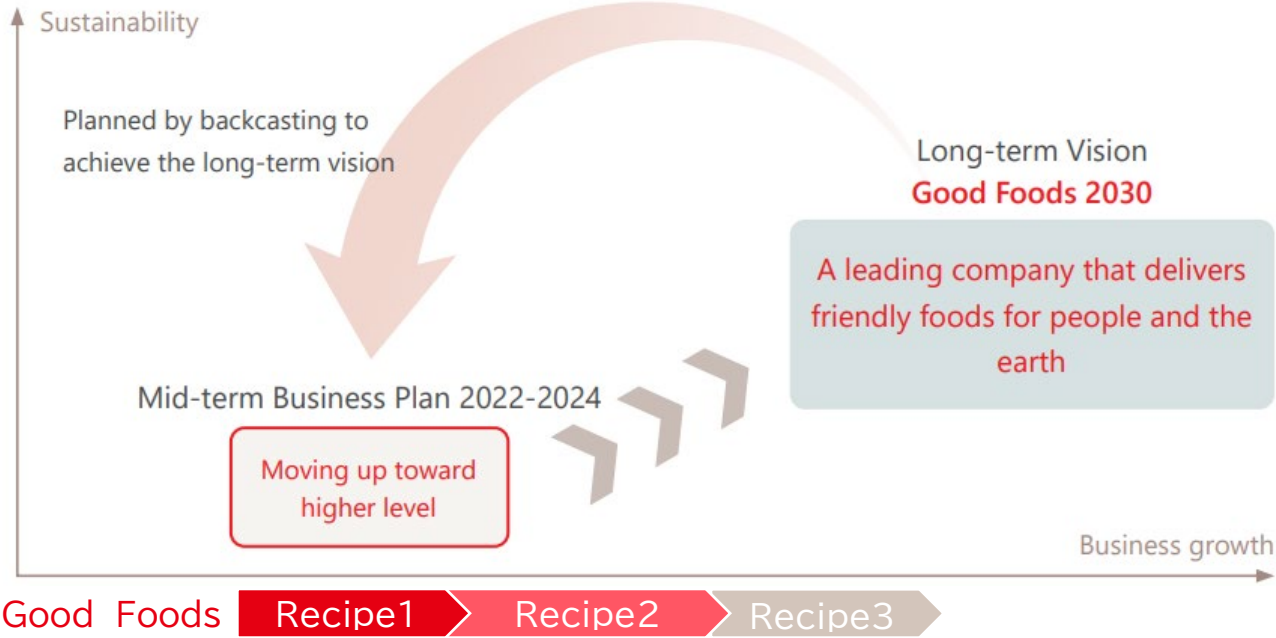 Sustainability
Planned by backcasting to
achieve the long-term vision
Long-term Vision
Good Foods 2030
A leading company that delivers
friendly foods for people and the
earth
Mid-term Business Plan 2022-2024
Moving up toward
higher level
Business growth
Good Foods Recipe1 Recipe2 Recipe3